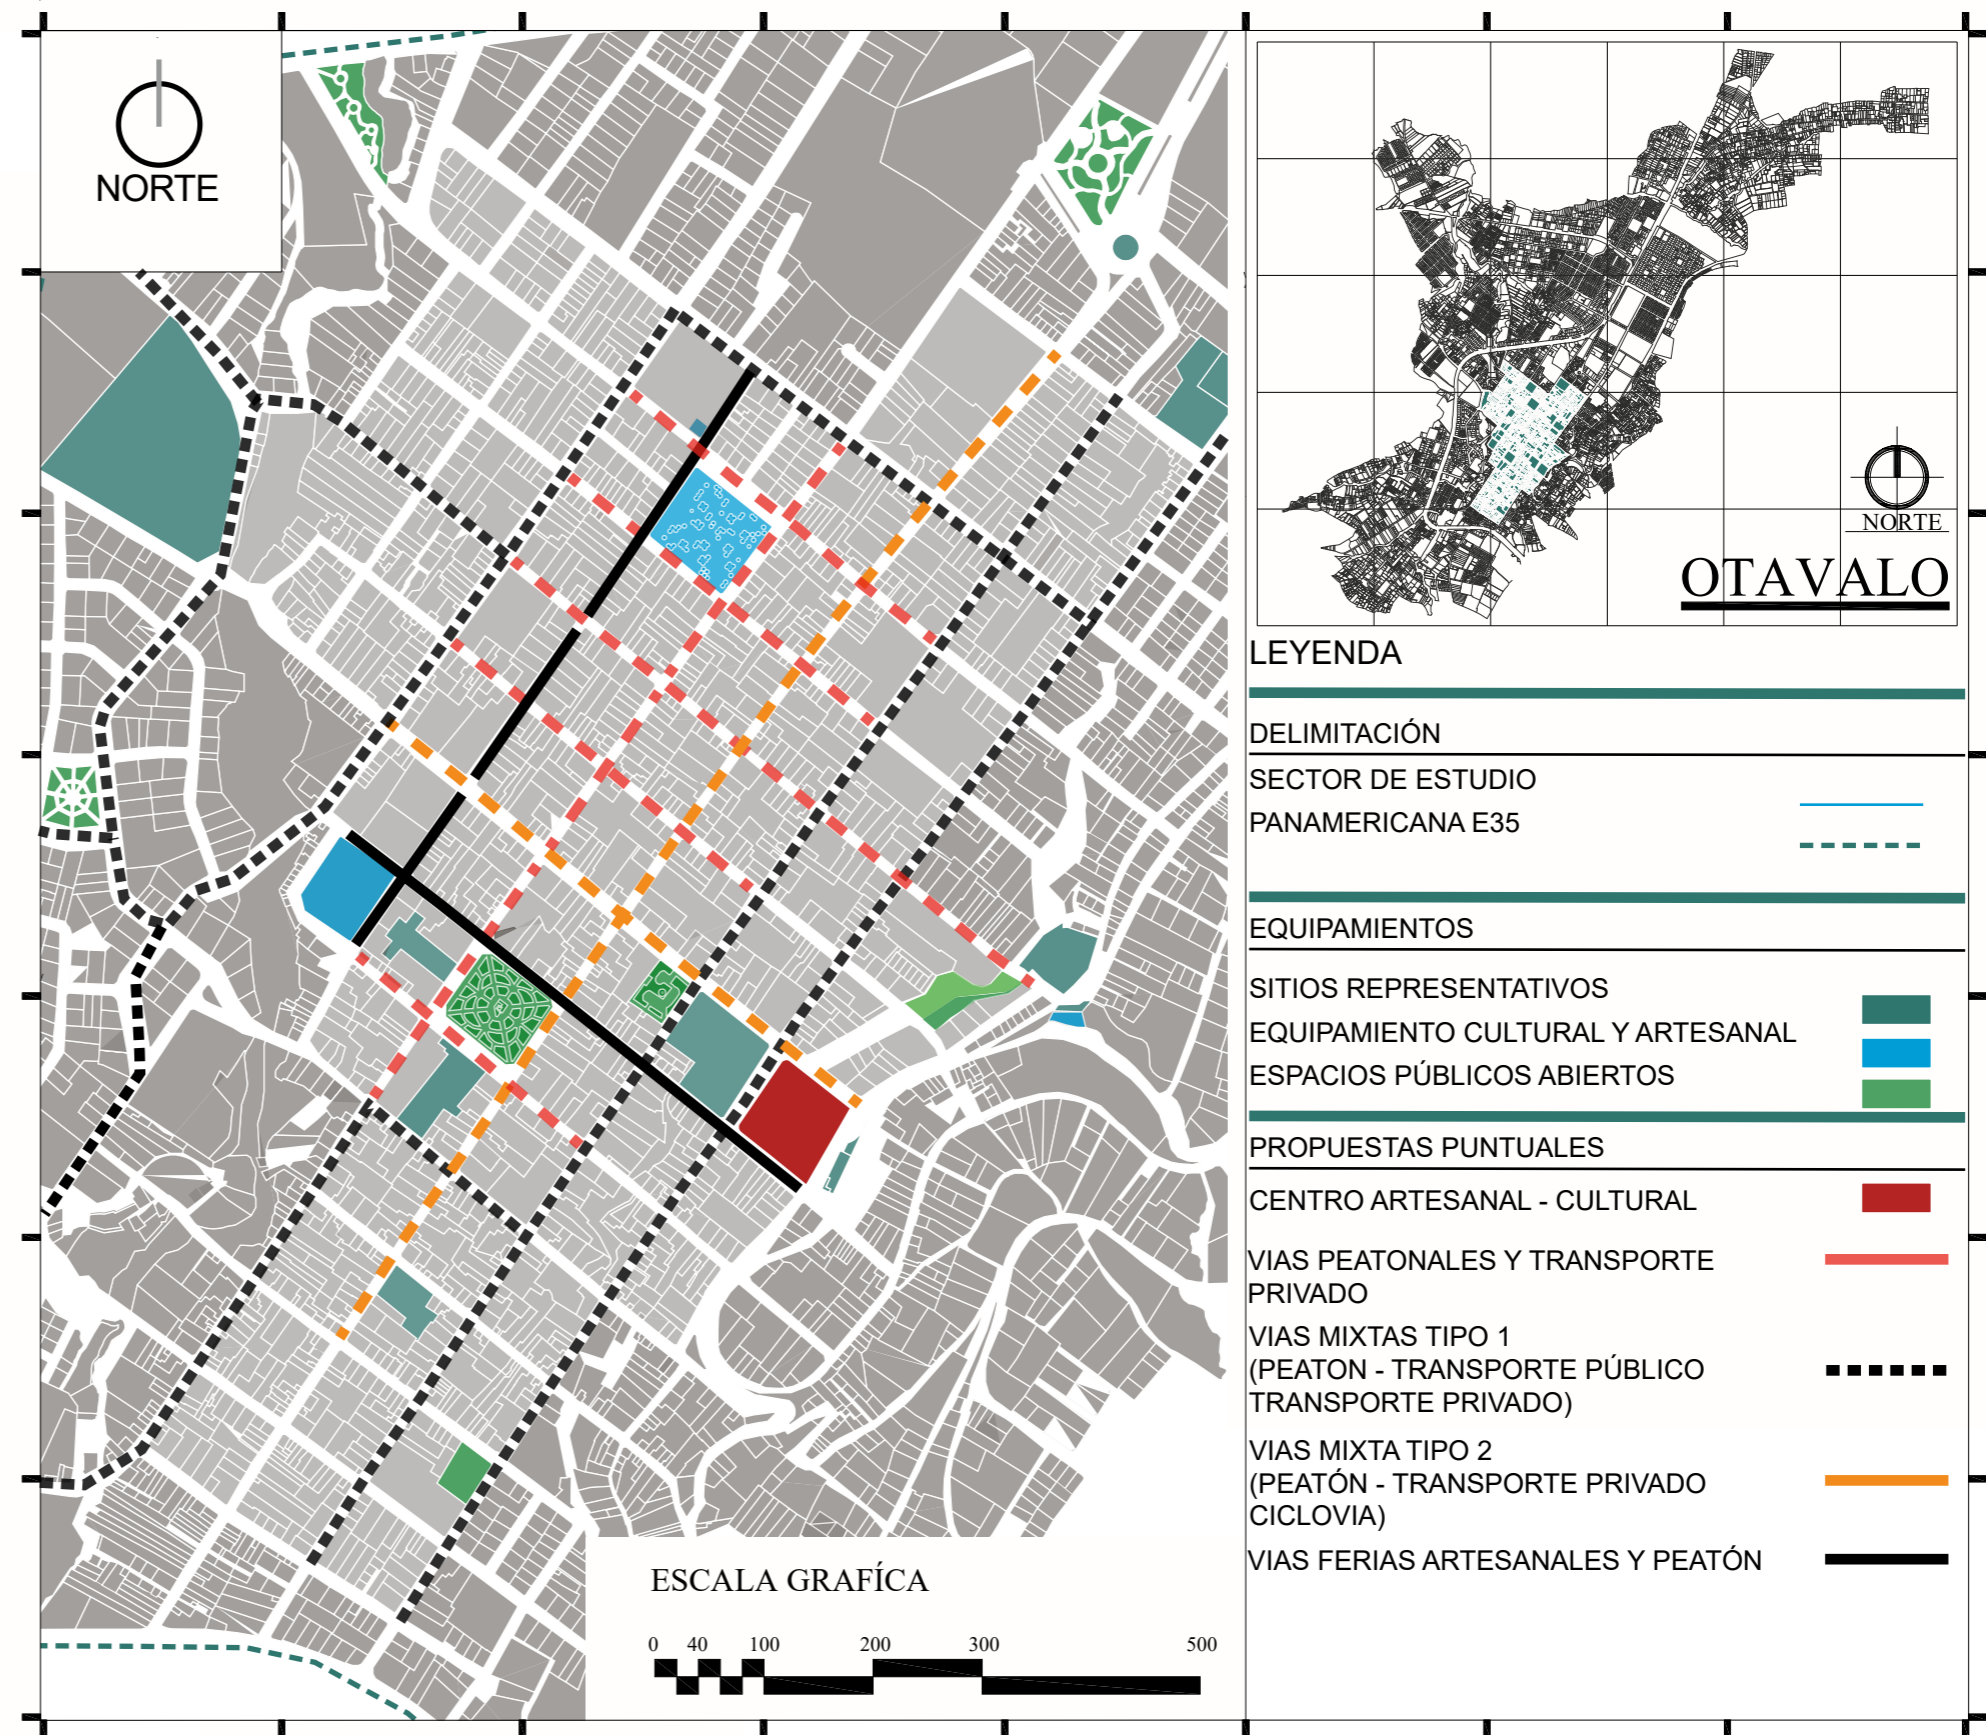 NORTE
NORTE
OTAVALO
LEYENDA
DELIMITACIÓN
SECTOR DE ESTUDIO
PANAMERICANA E35
EQUIPAMIENTOS
SITIOS REPRESENTATIVOS
EQUIPAMIENTO CULTURAL Y ARTESANAL
ESPACIOS PÚBLICOS ABIERTOS
PROPUESTAS PUNTUALES
CENTRO ARTESANAL - CULTURAL
VIAS PEATONALES Y TRANSPORTE
PRIVADO
VIAS MIXTAS TIPO 1
(PEATON - TRANSPORTE PÚBLICO
TRANSPORTE PRIVADO)
VIAS MIXTA TIPO 2
(PEATÓN - TRANSPORTE PRIVADO
CICLOVIA)
VIAS FERIAS ARTESANALES Y PEATÓN
ESCALA GRAFÍCA
0 40 100 200 300 500